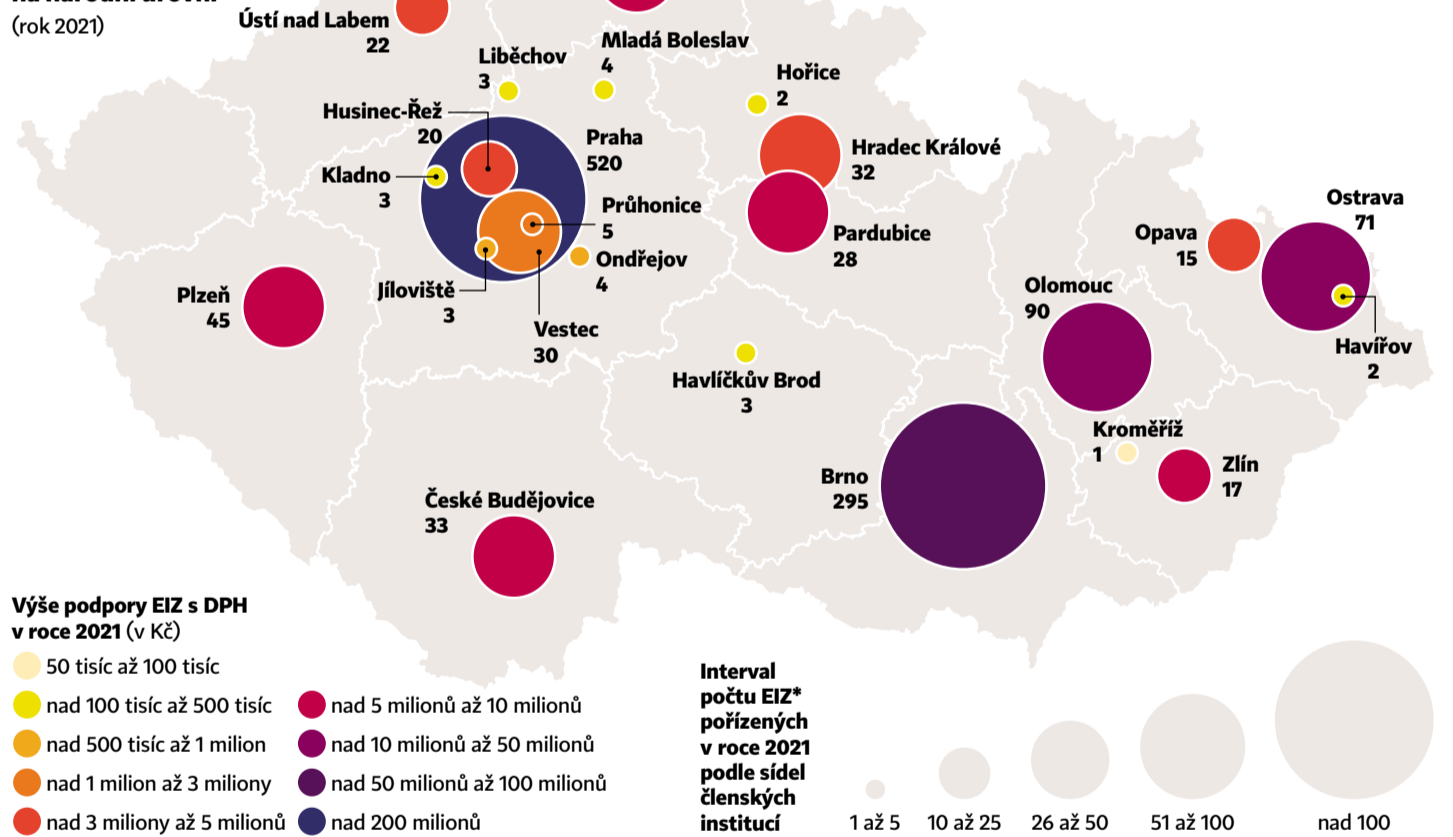 (rok 2021)
Ústí nad Labem
22
Liběchov
3
Mladá Boleslav
4
Hořice
2
Husinec-Řež
20
Praha
520
Hradec Králové
32
Kladno
3
Průhonice
5
Ostrava
71
Opava
15
Pardubice
28
Ondřejov
4
Jíloviště
3
Plzeň
45
Vestec
30
Olomouc
90
Havířov
2
Havlíčkův Brod
3
Kroměříž
1
Zlín
17
Brno
295
České Budějovice
33
Výše podpory EIZ s DPH
v roce 2021 (v Kč)
50 tisíc až 100 tisíc
nad 100 tisíc až 500 tisíc
nad 500 tisíc až 1 milion
nad 1 milion až 3 miliony
nad 3 miliony až 5 milionů
nad 5 milionů až 10 milionů
nad 10 milionů až 50 milionů
nad 50 milionů až 100 milionů
nad 200 milionů
Interval
počtu EIZ*
pořízených
v roce 2021
podle sídel
členských
institucí
1 až 5
10 až 25
26 až 50
51 až 100
nad 100